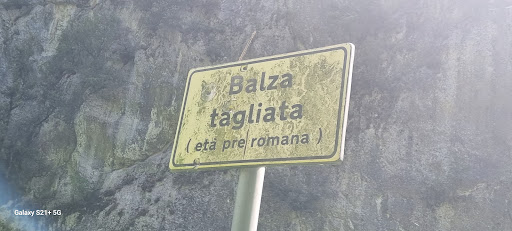 Balza
tagliata
( età pre romana )
Galaxy S21+ 5G